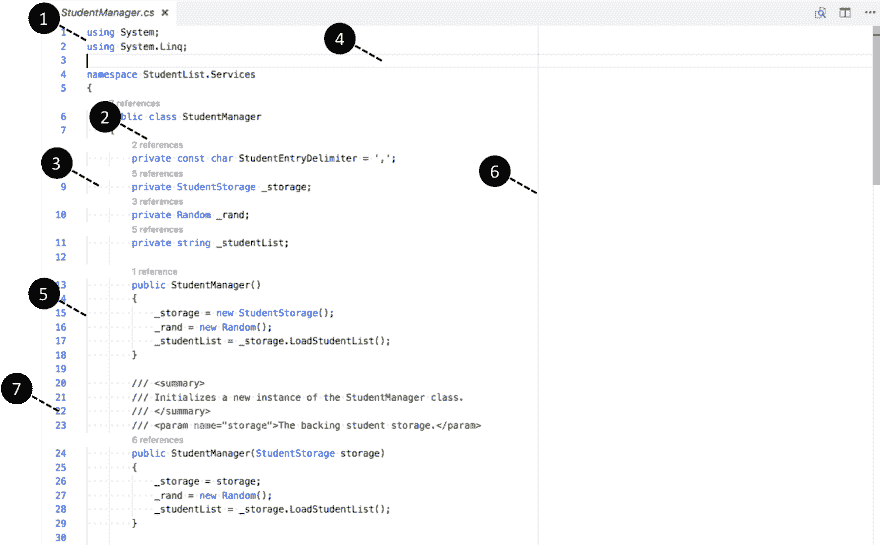 StudentManager.cs ×
1
1 using System;
2 using System.Linq;
4
3
4 namespace StudentList.Services
5 {
references
6 public class StudentManager
7
2
2 references
private const char StudentEntryDelimiter = ',';
3
5 references
9 private StudentStorage _storage;
6
3 references
10 private Random _rand;
5 references
11 private string _studentList;
12
1 reference
5
13 public StudentManager()
14 {
15 _storage = new StudentStorage();
16 _rand = new Random();
17 _studentList = _storage.LoadStudentList();
18 }
19
20 /// <summary>
7
21 /// Initializes a new instance of the StudentManager class.
22 /// </summary>
23 /// <param name="storage">The backing student storage.</param>
6 references
24 public StudentManager(StudentStorage storage)
25 {
26 _storage = storage;
27 _rand = new Random();
28 _studentList = _storage.LoadStudentList();
29 }
30